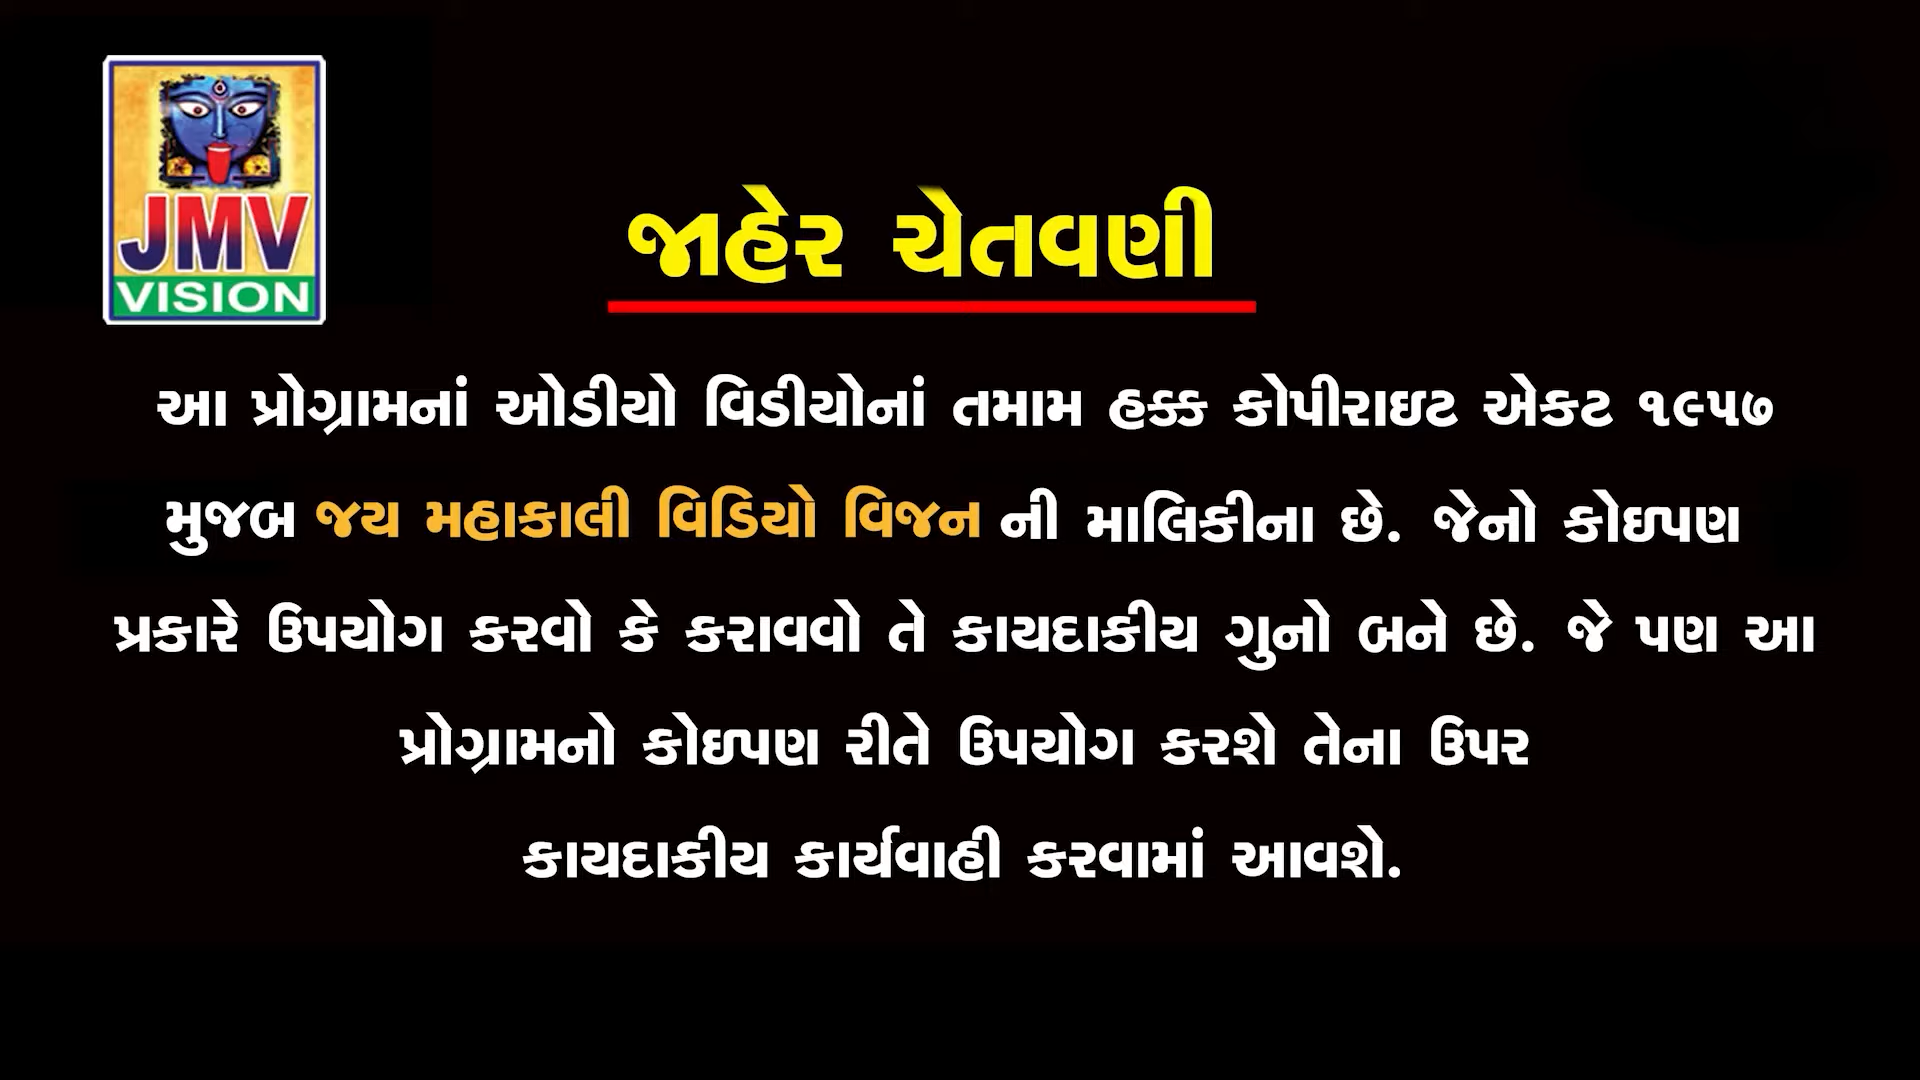 JMV
VISION
જાહેર ચેતવણી
આ પ્રોગ્રામનાં ઓડીયો વિડીયોનાં તમામ હક્ક કોપીરાઇટ એકટ ૧૯૫૭
મુજબ જય મહાકાલી વિડિયો વિજન ની માલિકીના છે. જેનો કોઇપણ
પ્રકારે ઉપયોગ કરવો કે કરાવવો તે કાયદાકીય ગુનો બને છે. જે પણ આ
પ્રોગ્રામનો કોઇપણ રીતે ઉપયોગ કરશે તેના ઉપર
કાયદાકીય કાર્યવાહી કરવામાં આવશે.